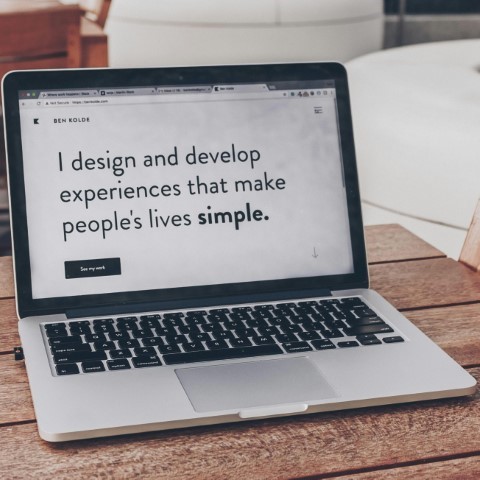 BEN KOLDE
I design and develop
experiences that make
people's lives simple.
See my work